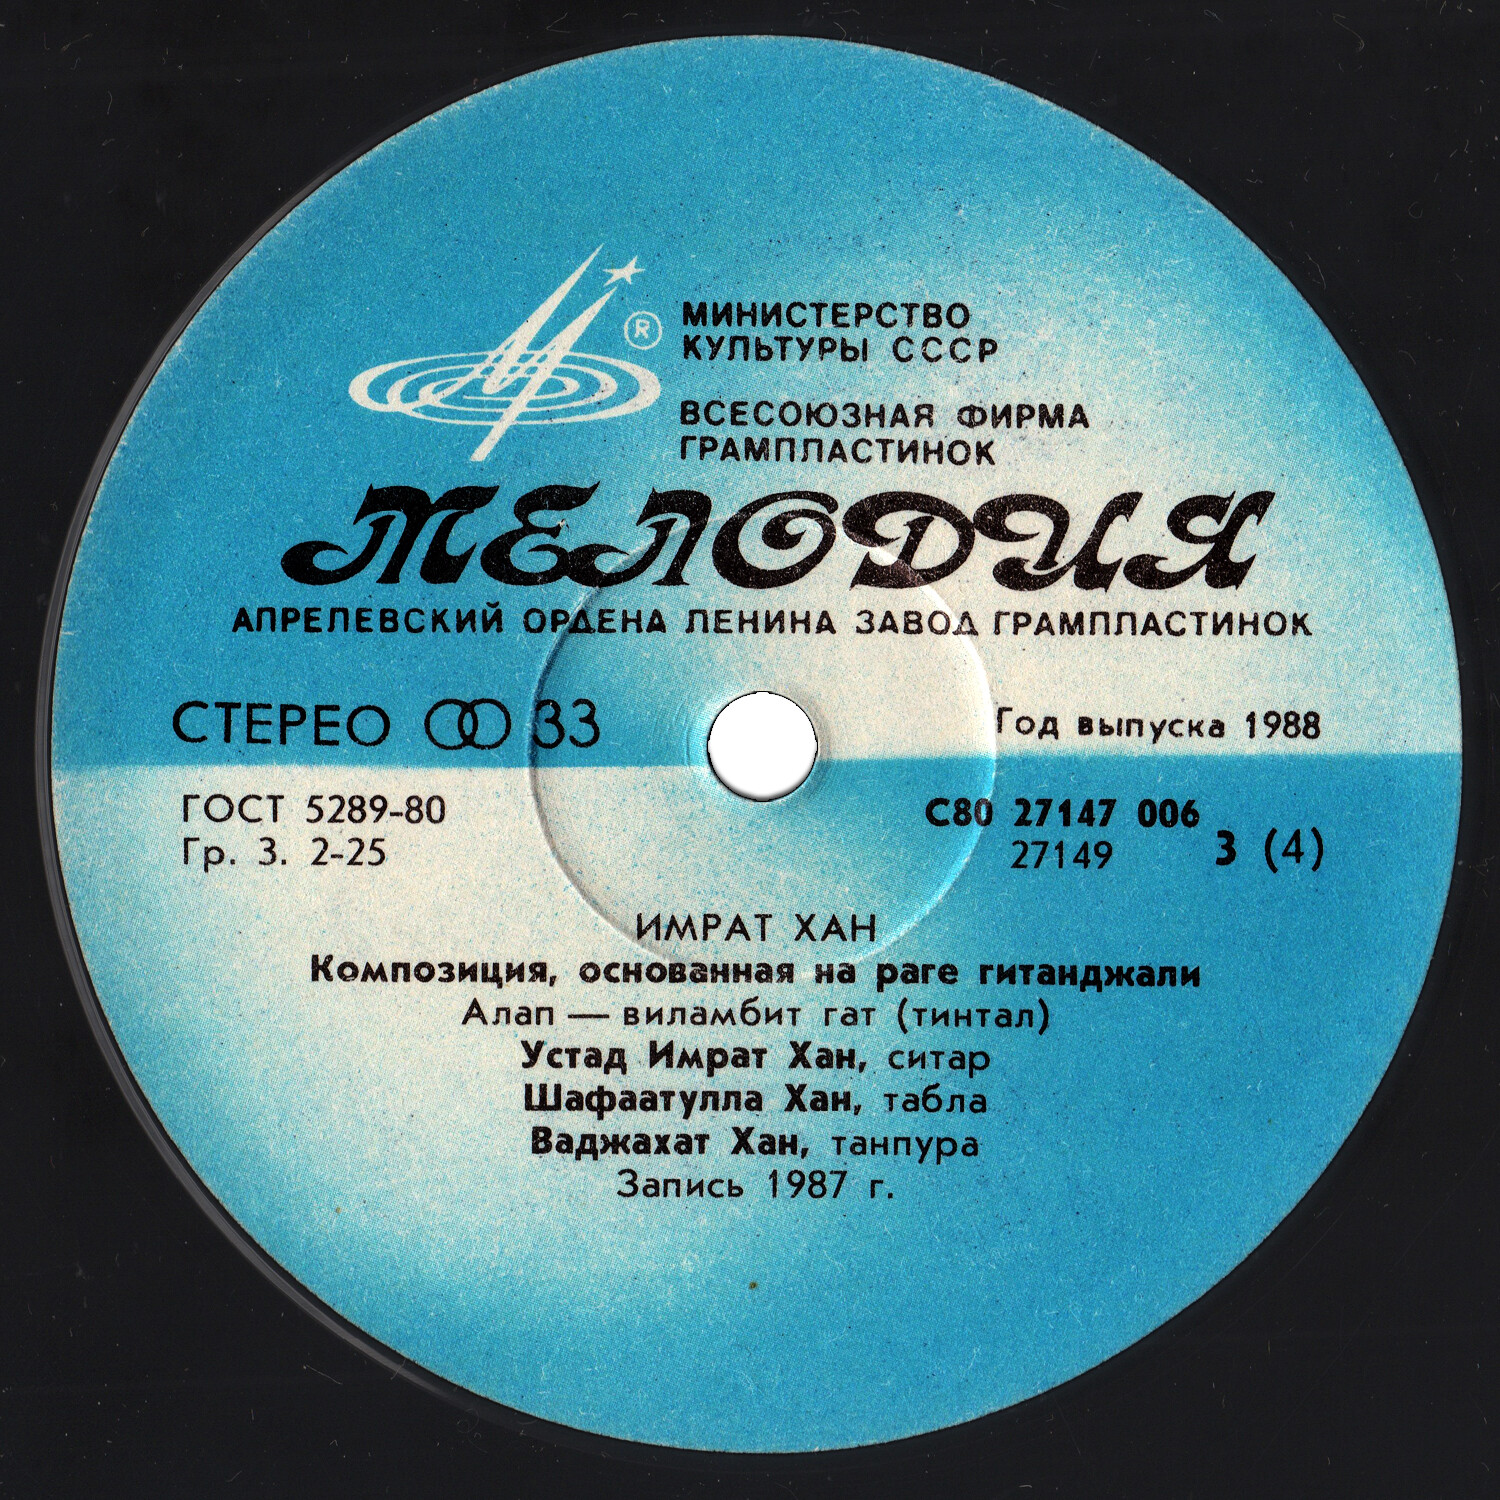 ®
МИНИСТЕРСТВО
КУЛЬТУРЫ СССР
ВСЕСОЮЗНАЯ ФИРМА
ГРАМПЛАСТИНОК
МЕЛОДИЯ
АПРЕЛЕВСКИЙ ОРДЕНА ЛЕНИНА ЗАВОД ГРАМПЛАСТИНОК
СТЕРЕО 33
Год выпуска 1988
ГОСТ 5289-80
Гр. 3. 2-25
С80 27147 006
27149 3 (4)
ИМРАТ ХАН
Композиция, основанная на раге гитанджали
Алап — виламбит гат (тинтал)
Устад Имрат Хан, ситар
Шафаатулла Хан, табла
Ваджахат Хан, танпура
Запись 1987 г.